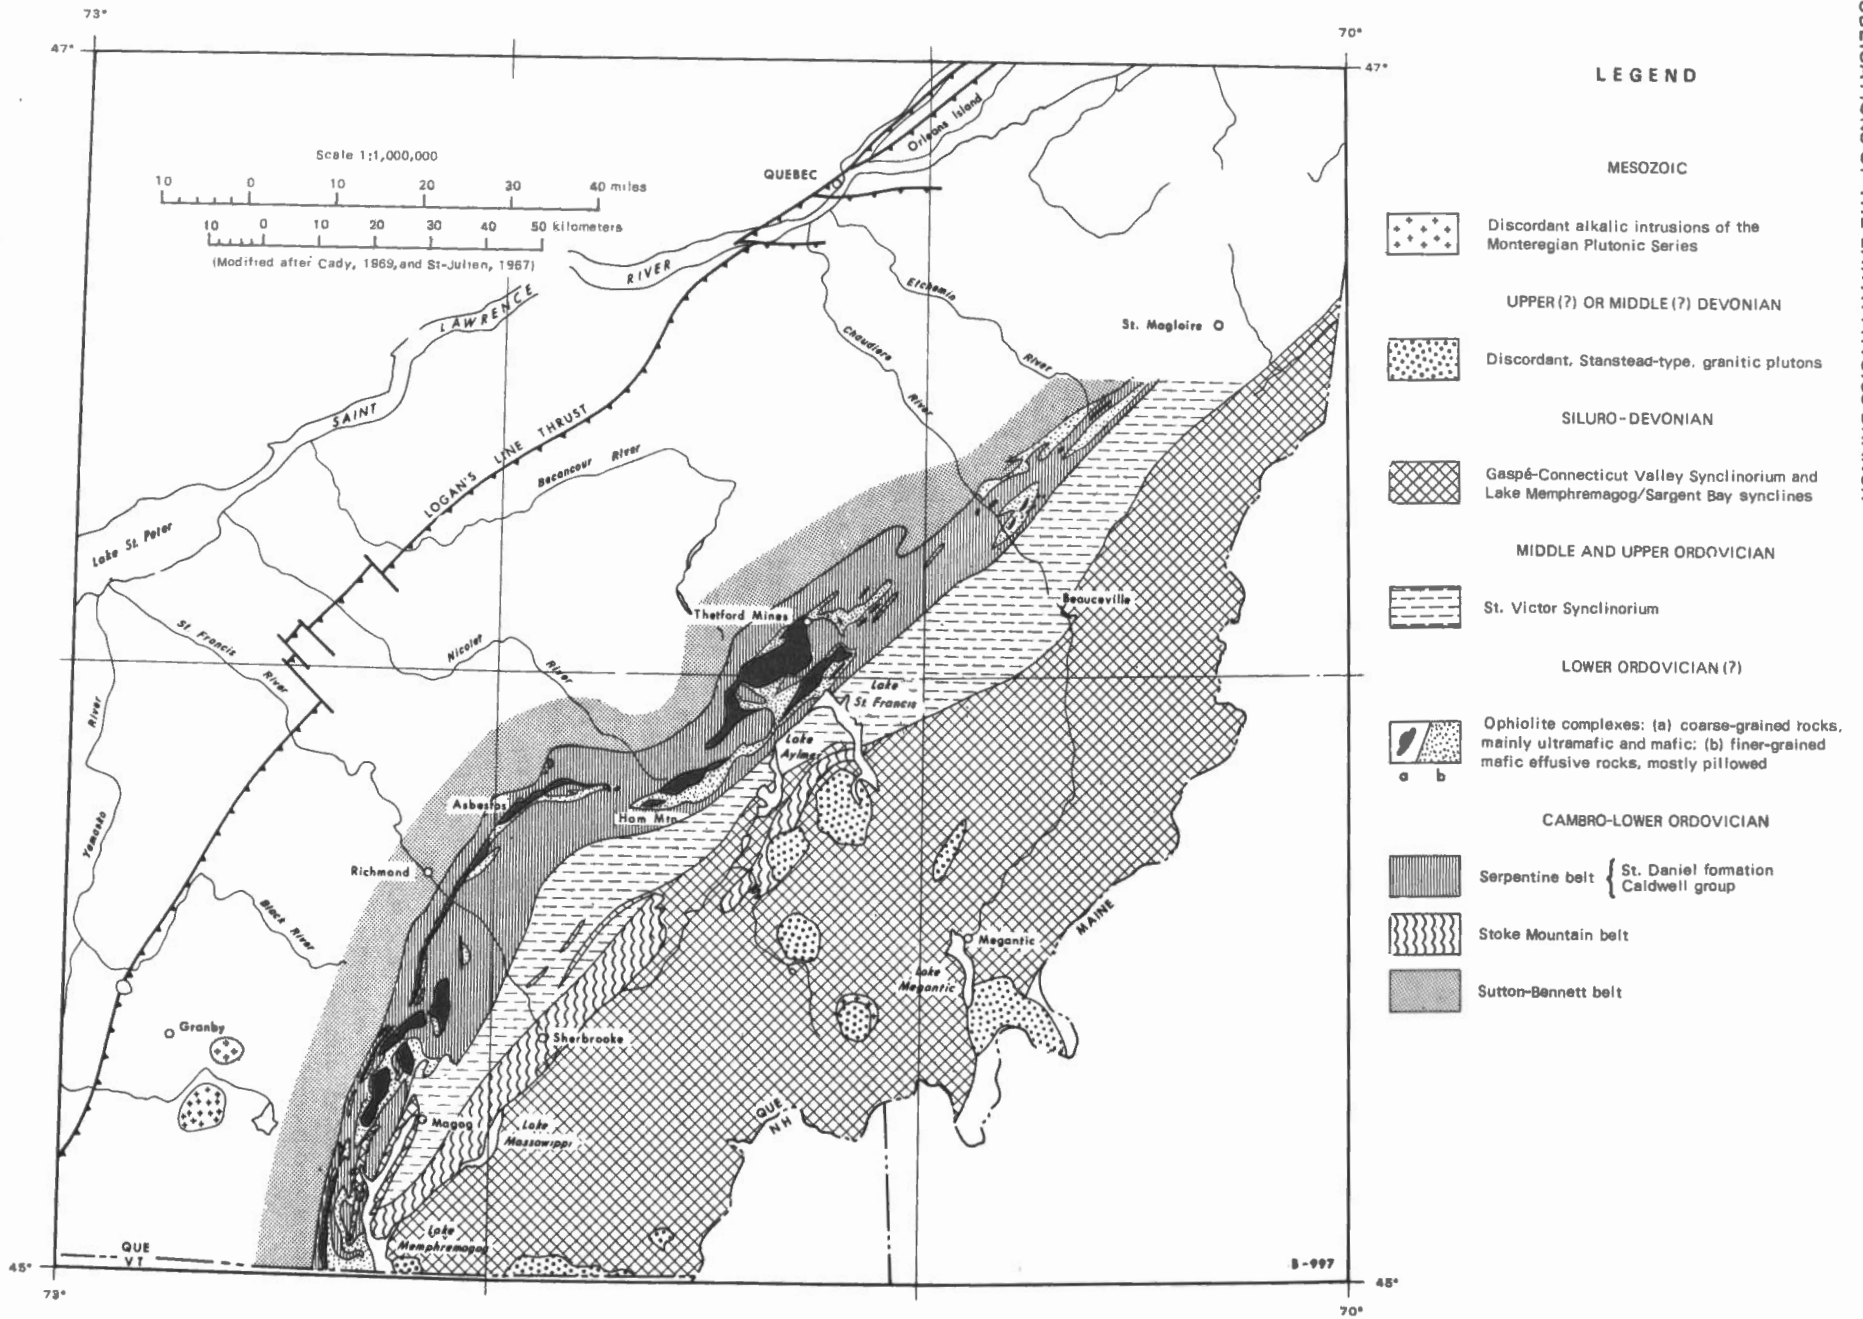 73°
70°
47°
47°
Scale 1:1,000,000
10 0 10 20 30 40 miles
10 0 10 20 30 40 50 kilometers
(Modified after Cady, 1969, and St-Julien, 1967)
Orleans Island
QUEBEC
RIVER
LAWRENCE
SAINT
Etchemin
River
Chaudiere
River
St. Magloire
LOGAN'S LINE THRUST
Becancour River
Lake St. Peter
St. Francis
River
Nicolet
River
Thetford Mines
Beauceville
Lake
St. Francis
Lake
Aylmer
River
Yamaska
Asbestos
Ham Mtn
Richmond
Black River
Megantic
MAINE
Lake
Megantic
Granby
Sherbrooke
Magog
Lake
Massawippi
QUE
NH
Lake
Memphremagog
QUE
VT
B-997
45°
45°
73°
70°
LEGEND
MESOZOIC
Discordant alkalic intrusions of the
Monteregian Plutonic Series
UPPER (?) OR MIDDLE (?) DEVONIAN
Discordant, Stanstead-type, granitic plutons
SILURO-DEVONIAN
Gaspé-Connecticut Valley Synclinorium and
Lake Memphremagog/Sargent Bay synclines
MIDDLE AND UPPER ORDOVICIAN
St. Victor Synclinorium
LOWER ORDOVICIAN (?)
Ophiolite complexes: (a) coarse-grained rocks,
mainly ultramafic and mafic; (b) finer-grained
mafic effusive rocks, mostly pillowed
a b
CAMBRO-LOWER ORDOVICIAN
Serpentine belt { St. Daniel formation
Caldwell group
Stoke Mountain belt
Sutton-Bennett belt